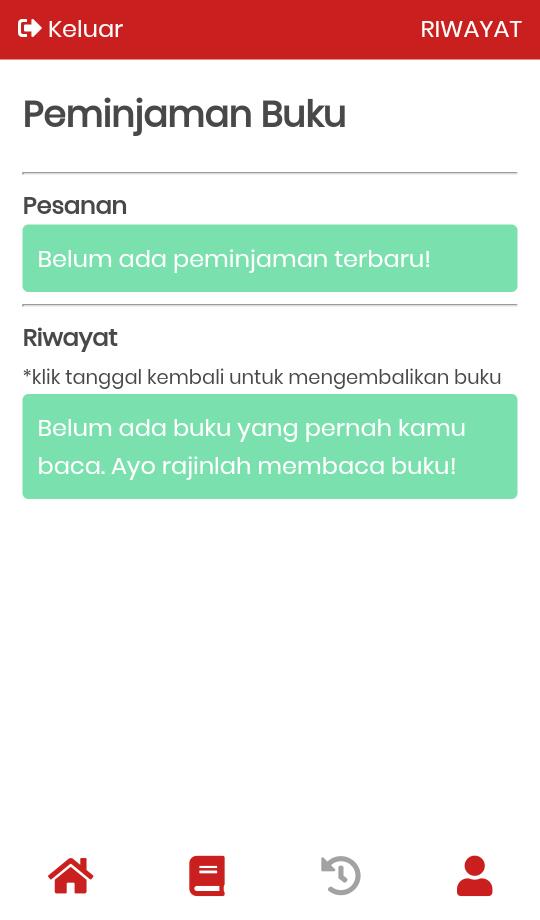 Keluar
RIWAYAT
Peminjaman Buku
Pesanan
Belum ada peminjaman terbaru!
Riwayat
*klik tanggal kembali untuk mengembalikan buku
Belum ada buku yang pernah kamu
baca. Ayo rajinlah membaca buku!